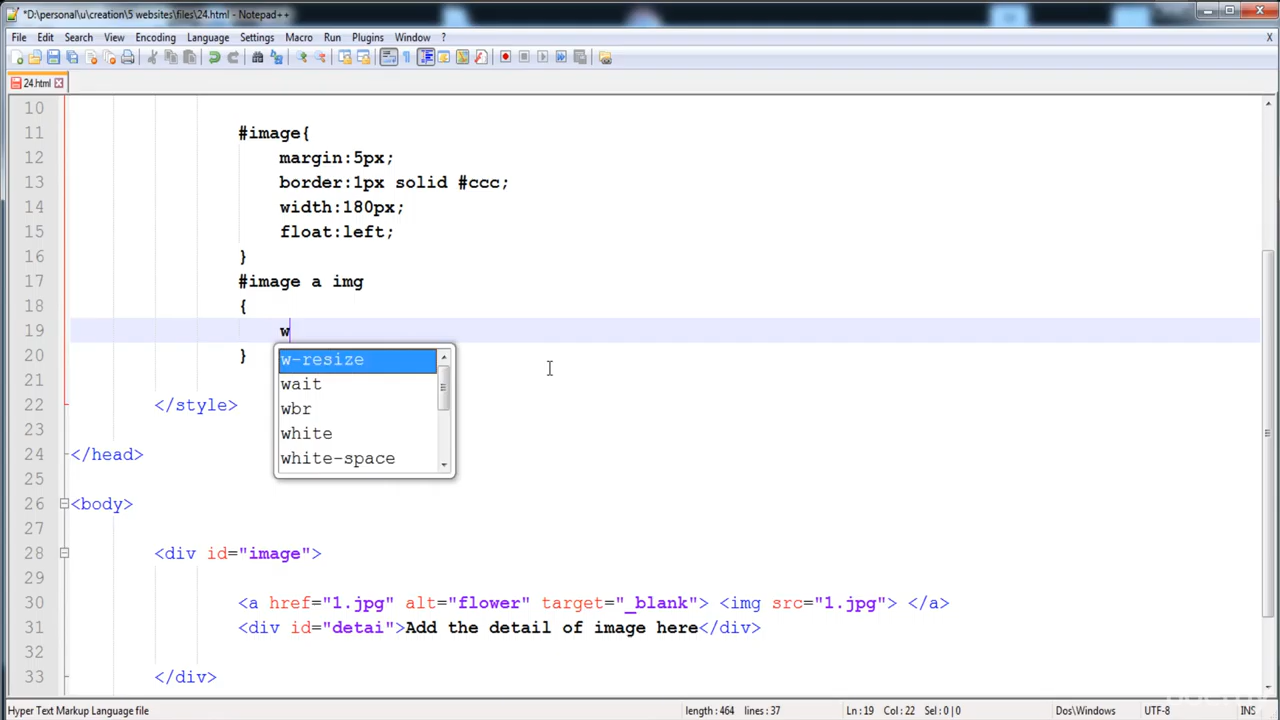 *D:\personal\u\creation\5 websites\files\24.html - Notepad++
File Edit Search View Encoding Language Settings Macro Run Plugins Window ? X
24.html
10
11 #image{
12 margin:5px;
13 border:1px solid #ccc;
14 width:180px;
15 float:left;
16 }
17 #image a img
18 {
19 w
20 }
w-resize
wait
wbr
white
white-space
21
22 </style>
23
24 </head>
25
26 <body>
27
28 <div id="image">
29
30 <a href="1.jpg" alt="flower" target="_blank"> <img src="1.jpg"> </a>
31 <div id="detai">Add the detail of image here</div>
32
33 </div>
Hyper Text Markup Language file length : 464 lines : 37 Ln : 19 Col : 22 Sel : 0 | 0 Dos\Windows UTF-8 INS